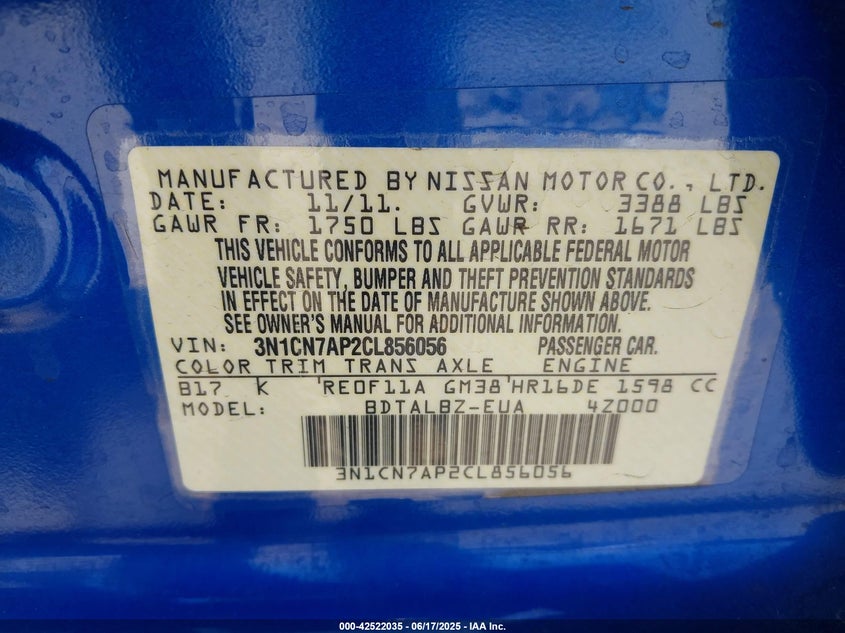 MANUFACTURED BY NISSAN MOTOR CO., LTD.
DATE: 11/11. GVWR: 3388 LBS
GAWR FR: 1750 LBS GAWR RR: 1671 LBS
THIS VEHICLE CONFORMS TO ALL APPLICABLE FEDERAL MOTOR
VEHICLE SAFETY, BUMPER AND THEFT PREVENTION STANDARDS
IN EFFECT ON THE DATE OF MANUFACTURE SHOWN ABOVE.
SEE OWNER'S MANUAL FOR ADDITIONAL INFORMATION
VIN: 3N1CN7AP2CL856056 PASSENGER CAR.
COLOR TRIM TRANS AXLE ENGINE
B17 K 'REOF11A GM38'HR16DE 1598 CC
MODEL: BDTALBZ-EUA 4Z000
3N1CN7AP2CL856056
000-42522035 - 06/17/2025 - IAA Inc.